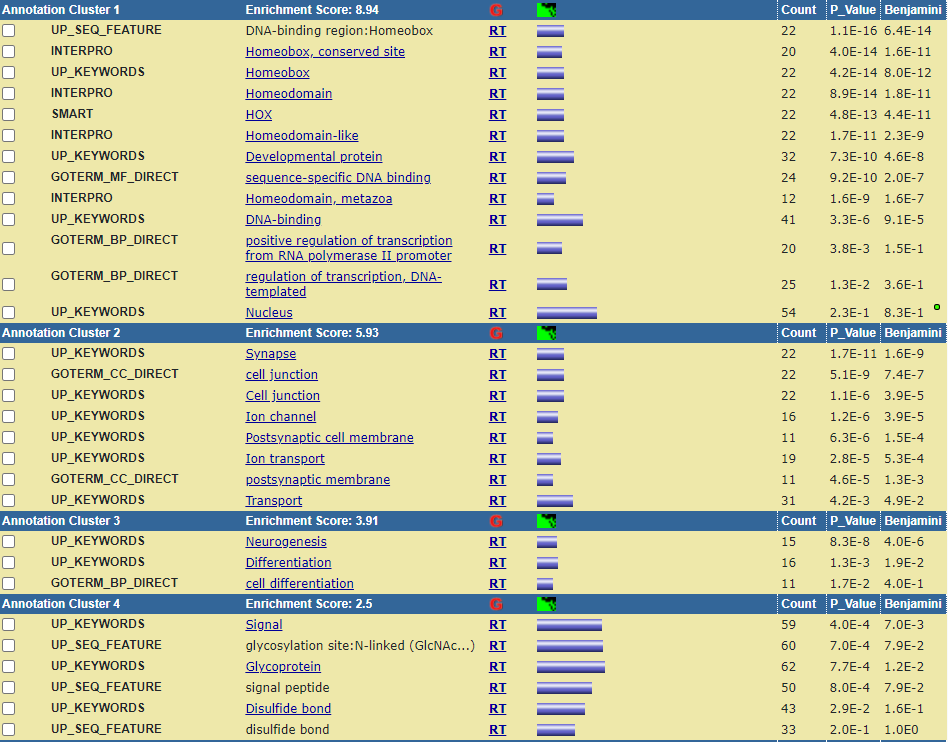 Annotation Cluster 1 Enrichment Score: 8.94 G Count P_Value Benjamini
UP_SEQ_FEATURE DNA-binding region:Homeobox RT 22 1.1E-16 6.4E-14
INTERPRO Homeobox, conserved site RT 20 4.0E-14 1.6E-11
UP_KEYWORDS Homeobox RT 22 4.2E-14 8.0E-12
INTERPRO Homeodomain RT 22 8.9E-14 1.8E-11
SMART HOX RT 22 4.8E-13 4.4E-11
INTERPRO Homeodomain-like RT 22 1.7E-11 2.3E-9
UP_KEYWORDS Developmental protein RT 32 7.3E-10 4.6E-8
GOTERM_MF_DIRECT sequence-specific DNA binding RT 24 9.2E-10 2.0E-7
INTERPRO Homeodomain, metazoa RT 12 1.6E-9 1.6E-7
UP_KEYWORDS DNA-binding RT 41 3.3E-6 9.1E-5
GOTERM_BP_DIRECT positive regulation of transcription
from RNA polymerase II promoter RT 20 3.8E-3 1.5E-1
GOTERM_BP_DIRECT regulation of transcription, DNA-
templated RT 25 1.3E-2 3.6E-1
UP_KEYWORDS Nucleus RT 54 2.3E-1 8.3E-1
Annotation Cluster 2 Enrichment Score: 5.93 G Count P_Value Benjamini
UP_KEYWORDS Synapse RT 22 1.7E-11 1.6E-9
GOTERM_CC_DIRECT cell junction RT 22 5.1E-9 7.4E-7
UP_KEYWORDS Cell junction RT 22 1.1E-6 3.9E-5
UP_KEYWORDS Ion channel RT 16 1.2E-6 3.9E-5
UP_KEYWORDS Postsynaptic cell membrane RT 11 6.3E-6 1.5E-4
UP_KEYWORDS Ion transport RT 19 2.8E-5 5.3E-4
GOTERM_CC_DIRECT postsynaptic membrane RT 11 4.6E-5 1.3E-3
UP_KEYWORDS Transport RT 31 4.2E-3 4.9E-2
Annotation Cluster 3 Enrichment Score: 3.91 G Count P_Value Benjamini
UP_KEYWORDS Neurogenesis RT 15 8.3E-8 4.0E-6
UP_KEYWORDS Differentiation RT 16 1.3E-3 1.9E-2
GOTERM_BP_DIRECT cell differentiation RT 11 1.7E-2 4.0E-1
Annotation Cluster 4 Enrichment Score: 2.5 G Count P_Value Benjamini
UP_KEYWORDS Signal RT 59 4.0E-4 7.0E-3
UP_SEQ_FEATURE glycosylation site:N-linked (GlcNAc...) RT 60 7.0E-4 7.9E-2
UP_KEYWORDS Glycoprotein RT 62 7.7E-4 1.2E-2
UP_SEQ_FEATURE signal peptide RT 50 8.0E-4 7.9E-2
UP_KEYWORDS Disulfide bond RT 43 2.9E-2 1.6E-1
UP_SEQ_FEATURE disulfide bond RT 33 2.0E-1 1.0E0